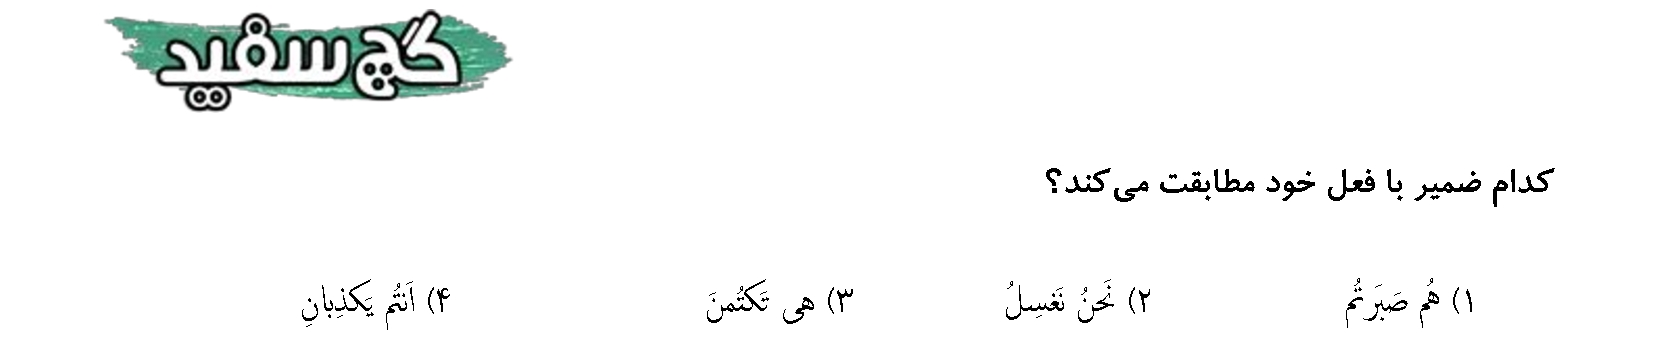 گچ سفید
کدام ضمیر با فعل خود مطابقت می‌کند؟
۱) هُم صَبَرتُم ۲) نَحنُ نَغسِلُ ۳) هی تَکتُمنَ ۴) اَنتُم یَکذِبانِ